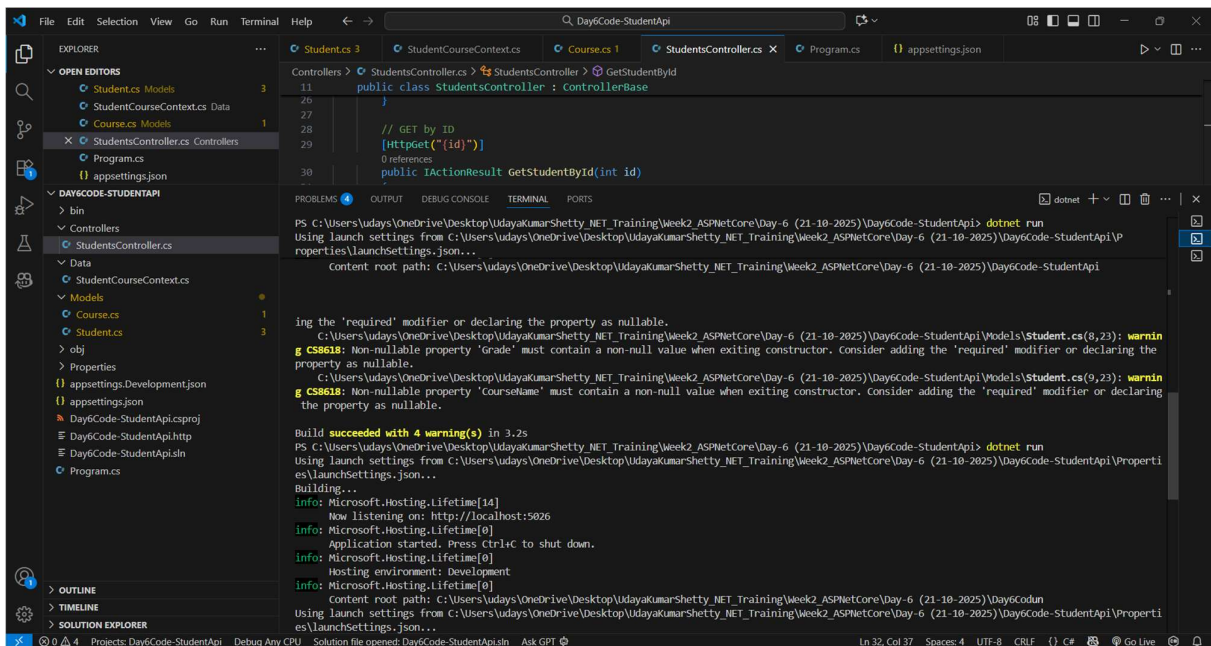 File Edit Selection View Go Run Terminal Help
Day6Code-StudentApi
EXPLORER
OPEN EDITORS
Student.cs Models 3
StudentCourseContext.cs Data
Course.cs Models 1
StudentsController.cs Controllers
Program.cs
appsettings.json
DAY6CODE-STUDENTAPI
bin
Controllers
StudentsController.cs
Data
StudentCourseContext.cs
Models
Course.cs 1
Student.cs 3
obj
Properties
appsettings.Development.json
appsettings.json
Day6Code-StudentApi.csproj
Day6Code-StudentApi.http
Day6Code-StudentApi.sln
Program.cs
OUTLINE
TIMELINE
SOLUTION EXPLORER
Student.cs 3 StudentCourseContext.cs Course.cs 1 StudentsController.cs Program.cs appsettings.json
Controllers > StudentsController.cs > StudentsController > GetStudentById
11 public class StudentsController : ControllerBase
26 }
27
28 // GET by ID
29 [HttpGet("{id}")]
0 references
30 public IActionResult GetStudentById(int id)
PROBLEMS 4 OUTPUT DEBUG CONSOLE TERMINAL PORTS dotnet
PS C:\Users\udays\OneDrive\Desktop\UdayaKumarShetty_NET_Training\Week2_ASPNetCore\Day-6 (21-10-2025)\Day6Code-StudentApi> dotnet run
Using launch settings from C:\Users\udays\OneDrive\Desktop\UdayaKumarShetty_NET_Training\Week2_ASPNetCore\Day-6 (21-10-2025)\Day6Code-StudentApi\P
roperties\launchSettings.json...
Content root path: C:\Users\udays\OneDrive\Desktop\UdayaKumarShetty_NET_Training\Week2_ASPNetCore\Day-6 (21-10-2025)\Day6Code-StudentApi
ing the 'required' modifier or declaring the property as nullable.
C:\Users\udays\OneDrive\Desktop\UdayaKumarShetty_NET_Training\Week2_ASPNetCore\Day-6 (21-10-2025)\Day6Code-StudentApi\Models\Student.cs(8,23): warnin
g CS8618: Non-nullable property 'Grade' must contain a non-null value when exiting constructor. Consider adding the 'required' modifier or declaring the
property as nullable.
C:\Users\udays\OneDrive\Desktop\UdayaKumarShetty_NET_Training\Week2_ASPNetCore\Day-6 (21-10-2025)\Day6Code-StudentApi\Models\Student.cs(9,23): warnin
g CS8618: Non-nullable property 'CourseName' must contain a non-null value when exiting constructor. Consider adding the 'required' modifier or declaring
the property as nullable.
Build succeeded with 4 warning(s) in 3.2s
PS C:\Users\udays\OneDrive\Desktop\UdayaKumarShetty_NET_Training\Week2_ASPNetCore\Day-6 (21-10-2025)\Day6Code-StudentApi> dotnet run
Using launch settings from C:\Users\udays\OneDrive\Desktop\UdayaKumarShetty_NET_Training\Week2_ASPNetCore\Day-6 (21-10-2025)\Day6Code-StudentApi\Properti
es\launchSettings.json...
Building...
info: Microsoft.Hosting.Lifetime[14]
Now listening on: http://localhost:5026
info: Microsoft.Hosting.Lifetime[0]
Application started. Press Ctrl+C to shut down.
info: Microsoft.Hosting.Lifetime[0]
Hosting environment: Development
info: Microsoft.Hosting.Lifetime[0]
Content root path: C:\Users\udays\OneDrive\Desktop\UdayaKumarShetty_NET_Training\Week2_ASPNetCore\Day-6 (21-10-2025)\Day6Codun
Using launch settings from C:\Users\udays\OneDrive\Desktop\UdayaKumarShetty_NET_Training\Week2_ASPNetCore\Day-6 (21-10-2025)\Day6Code-StudentApi\Properti
es\launchSettings.json...
0 4 Projects: Day6Code-StudentApi Debug Any CPU Solution file opened: Day6Code-StudentApi.sln Ask GPT Ln 32, Col 37 Spaces: 4 UTF-8 CRLF {} C# Go Live